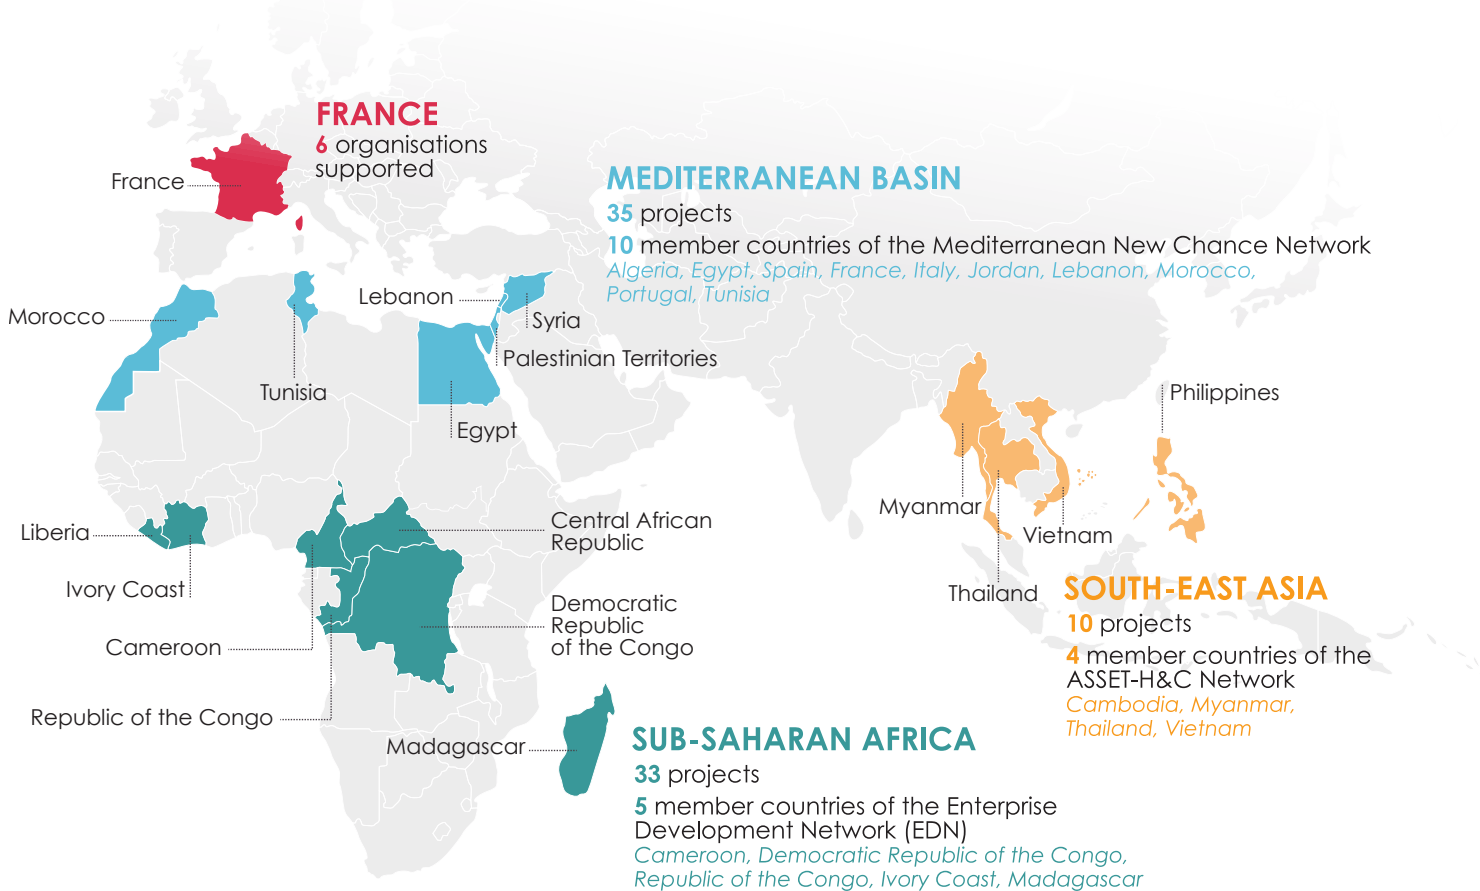 FRANCE
6 organisations
supported
France
MEDITERRANEAN BASIN
35 projects
10 member countries of the Mediterranean New Chance Network
Algeria, Egypt, Spain, France, Italy, Jordan, Lebanon, Morocco,
Portugal, Tunisia
Lebanon
Morocco
Syria
Palestinian Territories
Tunisia
Egypt
Philippines
Myanmar
Vietnam
Thailand
Liberia
Central African
Republic
Ivory Coast
Democratic
Republic
of the Congo
Cameroon
Republic of the Congo
Madagascar
SOUTH-EAST ASIA
10 projects
4 member countries of the
ASSET-H&C Network
Cambodia, Myanmar,
Thailand, Vietnam
SUB-SAHARAN AFRICA
33 projects
5 member countries of the Enterprise
Development Network (EDN)
Cameroon, Democratic Republic of the Congo,
Republic of the Congo, Ivory Coast, Madagascar